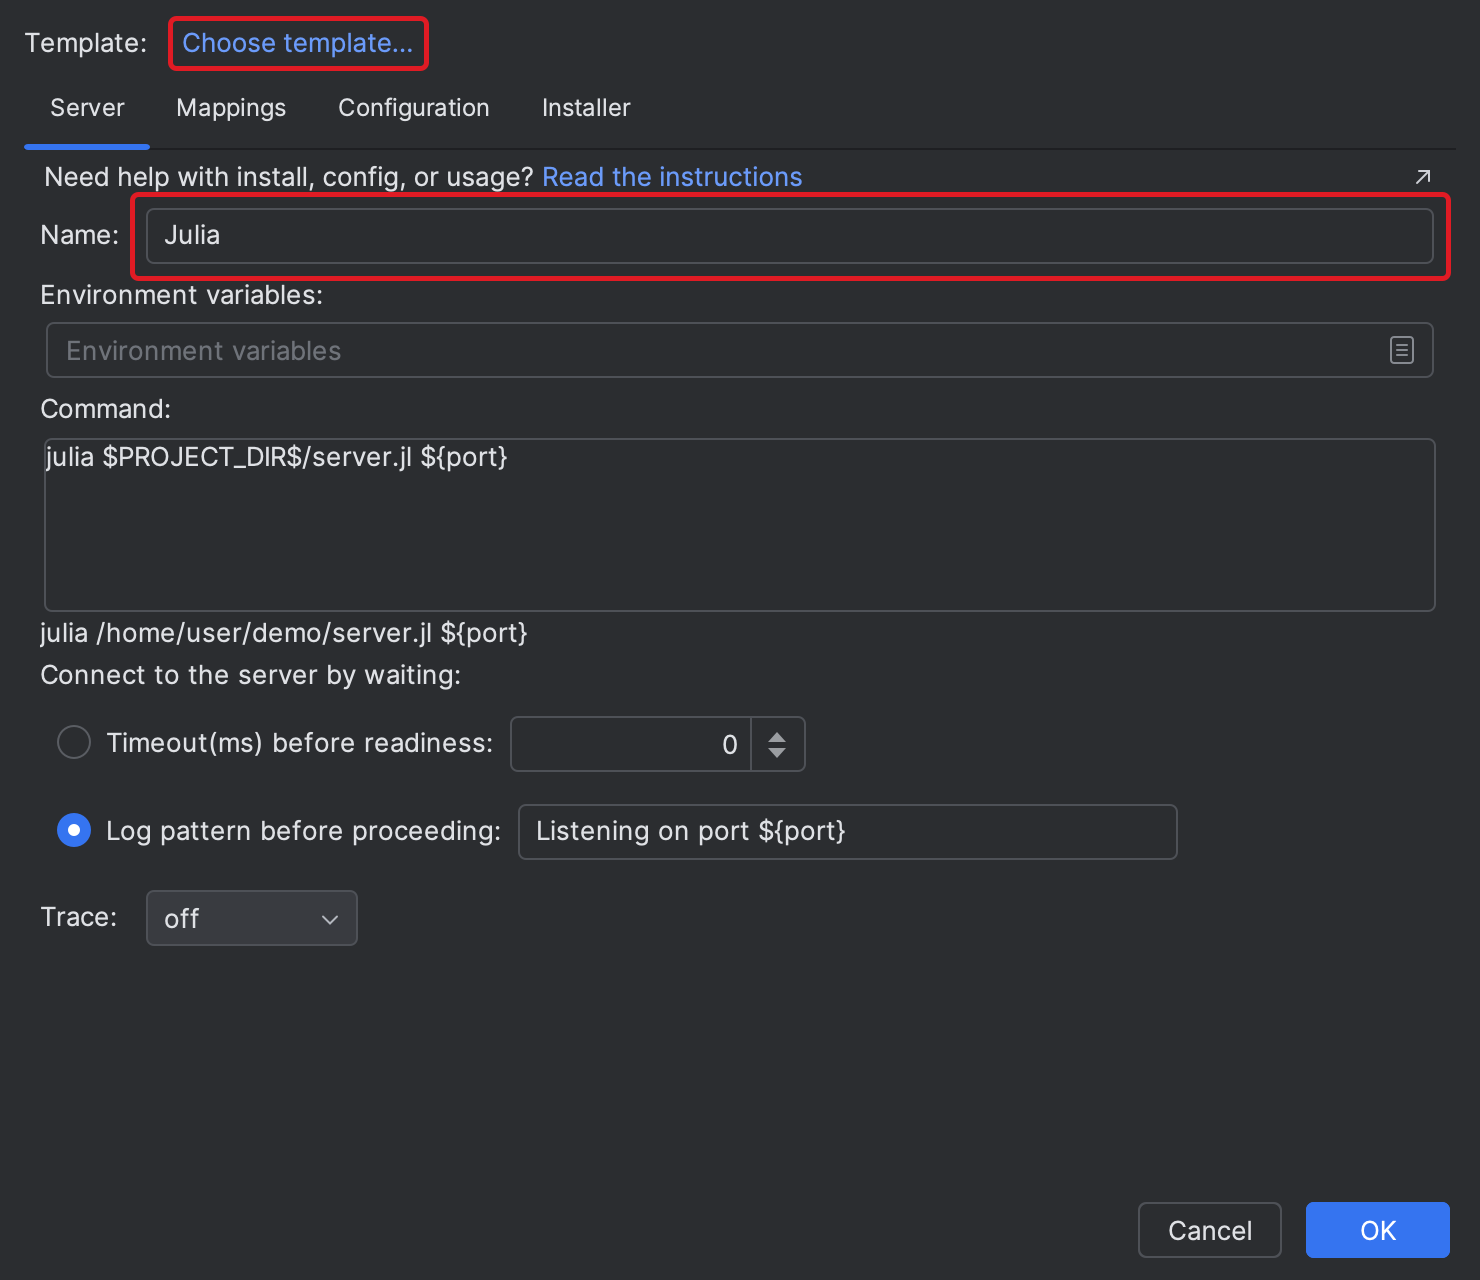 Template: Choose template...
Server Mappings Configuration Installer
Need help with install, config, or usage? Read the instructions
Name: Julia
Environment variables:
Environment variables
Command:
julia $PROJECT_DIR$/server.jl ${port}
julia /home/user/demo/server.jl ${port}
Connect to the server by waiting:
Timeout(ms) before readiness: 0
Log pattern before proceeding: Listening on port ${port}
Trace: off
Cancel OK